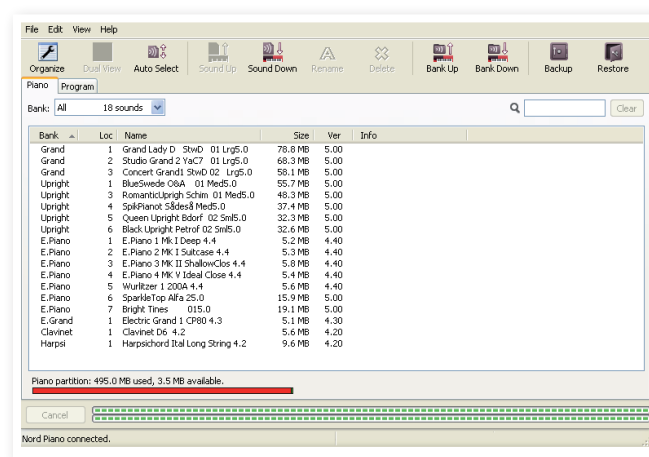 File Edit View Help
Organize Dual View Auto Select Sound Up Sound Down Rename Delete Bank Up Bank Down Backup Restore
Piano Program
Bank: All 18 sounds Clear
Bank Loc Name Size Ver Info
Grand 1 Grand Lady D StwD 01 Lrg5.0 78.8 MB 5.00
Grand 2 Studio Grand 2 YaC7 01 Lrg5.0 68.3 MB 5.00
Grand 3 Concert Grand1 StwD 02 Lrg5.0 58.1 MB 5.00
Upright 1 BlueSwede O&A 01 Med5.0 55.7 MB 5.00
Upright 3 RomanticUprigh Schim 01 Med5.0 48.3 MB 5.00
Upright 4 SpikPianot Sådeså Med5.0 37.4 MB 5.00
Upright 5 Queen Upright Bdorf 02 Sml5.0 32.3 MB 5.00
Upright 6 Black Upright Petrof 02 Sml5.0 32.6 MB 5.00
E.Piano 1 E.Piano 1 Mk I Deep 4.4 5.2 MB 4.40
E.Piano 2 E.Piano 2 MK I Suitcase 4.4 5.3 MB 4.40
E.Piano 3 E.Piano 3 MK II ShallowClos 4.4 5.8 MB 4.40
E.Piano 4 E.Piano 4 MK V Ideal Close 4.4 5.4 MB 4.40
E.Piano 5 Wurlitzer 1 200A 4.4 5.6 MB 4.40
E.Piano 6 SparkleTop Alfa 25.0 15.9 MB 5.00
E.Piano 7 Bright Tines 015.0 19.1 MB 5.00
E.Grand 1 Electric Grand 1 CP80 4.3 5.1 MB 4.30
Clavinet 1 Clavinet D6 4.2 5.6 MB 4.20
Harpsi 1 Harpsichord Ital Long String 4.2 9.6 MB 4.20
Piano partition: 495.0 MB used, 3.5 MB available.
Cancel
Nord Piano connected.